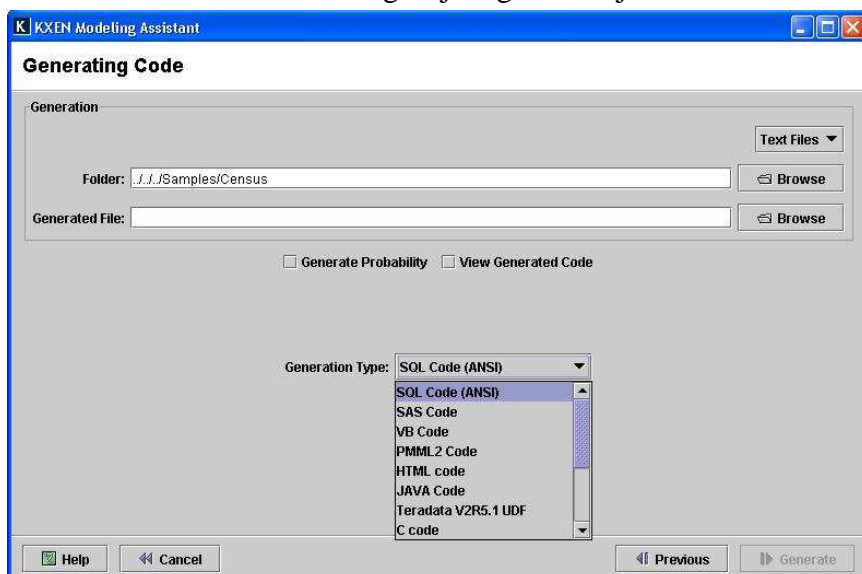 K KXEN Modeling Assistant
Generating Code
Generation
Text Files
Folder: ../../../Samples/Census Browse
Generated File: Browse
Generate Probability View Generated Code
Generation Type: SQL Code (ANSI)
SQL Code (ANSI)
SAS Code
VB Code
PMML2 Code
HTML code
JAVA Code
Teradata V2R5.1 UDF
C code
Help Cancel Previous Generate